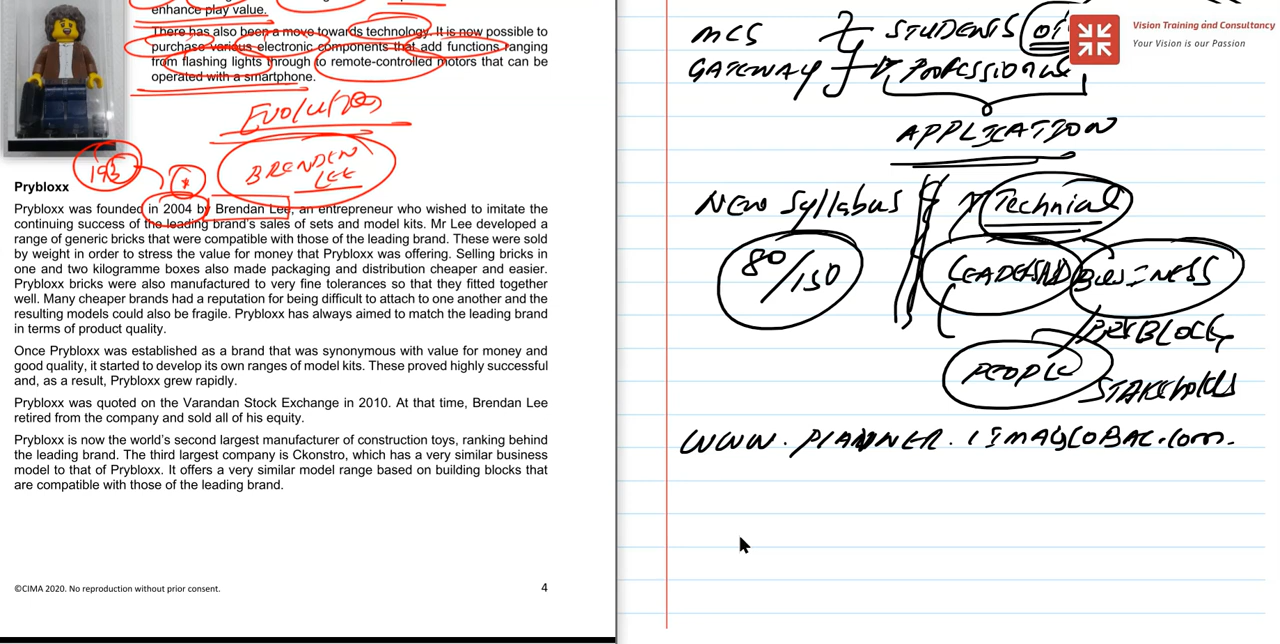 enhance play value.
There has also been a move towards technology. It is now possible to
purchase various electronic components that add functions ranging
from flashing lights through to remote-controlled motors that can be
operated with a smartphone.
EVOLUTION
BRENDEN
LEE
195
*
Prybloxx
Prybloxx was founded in 2004 by Brendan Lee, an entrepreneur who wished to imitate the
continuing success of the leading brand's sales of sets and model kits. Mr Lee developed a
range of generic bricks that were compatible with those of the leading brand. These were sold
by weight in order to stress the value for money that Prybloxx was offering. Selling bricks in
one and two kilogramme boxes also made packaging and distribution cheaper and easier.
Prybloxx bricks were also manufactured to very fine tolerances so that they fitted together
well. Many cheaper brands had a reputation for being difficult to attach to one another and the
resulting models could also be fragile. Prybloxx has always aimed to match the leading brand
in terms of product quality.
Once Prybloxx was established as a brand that was synonymous with value for money and
good quality, it started to develop its own ranges of model kits. These proved highly successful
and, as a result, Prybloxx grew rapidly.
Prybloxx was quoted on the Varandan Stock Exchange in 2010. At that time, Brendan Lee
retired from the company and sold all of his equity.
Prybloxx is now the world's second largest manufacturer of construction toys, ranking behind
the leading brand. The third largest company is Ckonstro, which has a very similar business
model to that of Prybloxx. It offers a very similar model range based on building blocks that
are compatible with those of the leading brand.
©CIMA 2020. No reproduction without prior consent.
4
Vision Training and Consultancy
Your Vision is our Passion
MCS STUDENTS
GATEWAY PROFESSIONALS
APPLICATION
New Syllabus Technical
80/150 LEADERSHIP BUSINESS
PRYBLOCK
PEOPLE STAKEHOLDS
WWW.PLANNER.CIMAGLOBAL.COM.